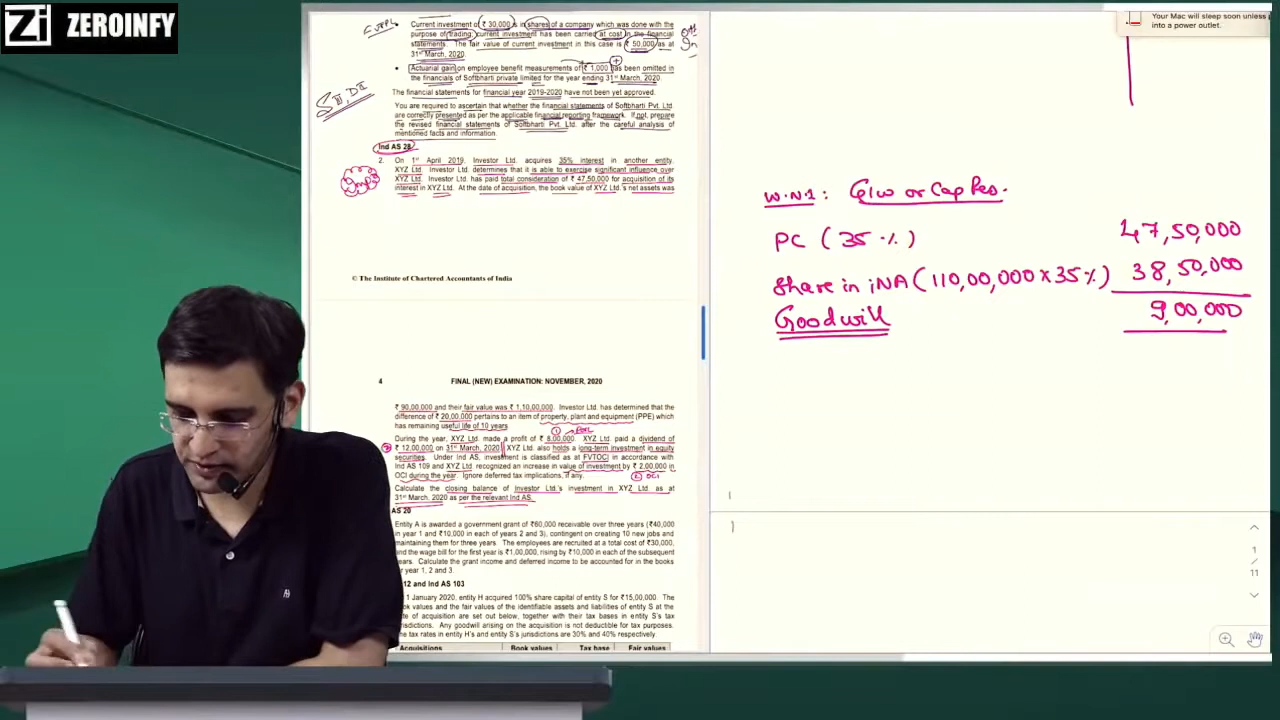 ZEROINFY
Current investment of ₹ 30,000 is in shares of a company which was done with the
purpose of trading; current investment has been carried at cost in the financial
statements. The fair value of current investment in this case is ₹ 50,000 as at
31st March, 2020.
• Actuarial gain on employee benefit measurements of ₹ 1,000 has been omitted in
the financials of Softbharti private limited for the year ending 31st March, 2020.
The financial statements for financial year 2019-2020 have not been yet approved.
You are required to ascertain that whether the financial statements of Softbharti Pvt. Ltd.
are correctly presented as per the applicable financial reporting framework. If not, prepare
the revised financial statements of Softbharti Pvt. Ltd. after the careful analysis of
mentioned facts and information.
Ind AS 28
2. On 1st April 2019, Investor Ltd. acquires 35% interest in another entity,
XYZ Ltd. Investor Ltd. determines that it is able to exercise significant influence over
XYZ Ltd. Investor Ltd. has paid total consideration of ₹ 47,50,000 for acquisition of its
interest in XYZ Ltd. At the date of acquisition, the book value of XYZ Ltd.'s net assets was
© The Institute of Chartered Accountants of India
4 FINAL (NEW) EXAMINATION: NOVEMBER, 2020
₹ 90,00,000 and their fair value was ₹ 1,10,00,000. Investor Ltd. has determined that the
difference of ₹ 20,00,000 pertains to an item of property, plant and equipment (PPE) which
has remaining useful life of 10 years.
During the year, XYZ Ltd. made a profit of ₹ 8,00,000. XYZ Ltd. paid a dividend of
₹ 12,00,000 on 31st March, 2020. XYZ Ltd. also holds a long-term investment in equity
securities. Under Ind AS, investment is classified as at FVTOCI in accordance with
Ind AS 109 and XYZ Ltd. recognized an increase in value of investment by ₹ 2,00,000 in
OCI during the year. Ignore deferred tax implications, if any.
② OCI
Calculate the closing balance of Investor Ltd.'s investment in XYZ Ltd. as at
31st March, 2020 as per the relevant Ind AS.
AS 20
Entity A is awarded a government grant of ₹60,000 receivable over three years (₹40,000
in year 1 and ₹10,000 in each of years 2 and 3), contingent on creating 10 new jobs and
maintaining them for three years. The employees are recruited at a total cost of ₹30,000,
and the wage bill for the first year is ₹1,00,000, rising by ₹10,000 in each of the subsequent
years. Calculate the grant income and deferred income to be accounted for in the books
year 1, 2 and 3.
12 and Ind AS 103
1 January 2020, entity H acquired 100% share capital of entity S for ₹15,00,000. The
book values and the fair values of the identifiable assets and liabilities of entity S at the
of acquisition are set out below, together with their tax bases in entity S's tax
Any goodwill arising on the acquisition is not deductible for tax purposes.
tax rates in entity H's and entity S's jurisdictions are 30% and 40% respectively
Acquisitions Book values Tax base Fair values
Your Mac will sleep soon unless
into a power outlet.
W.N.1: G/W or Cap Res.
PC (35%) 47,50,000
Share in iNA (110,00,000 x 35%) 38,50,000
Goodwill 9,00,000
1
/
11